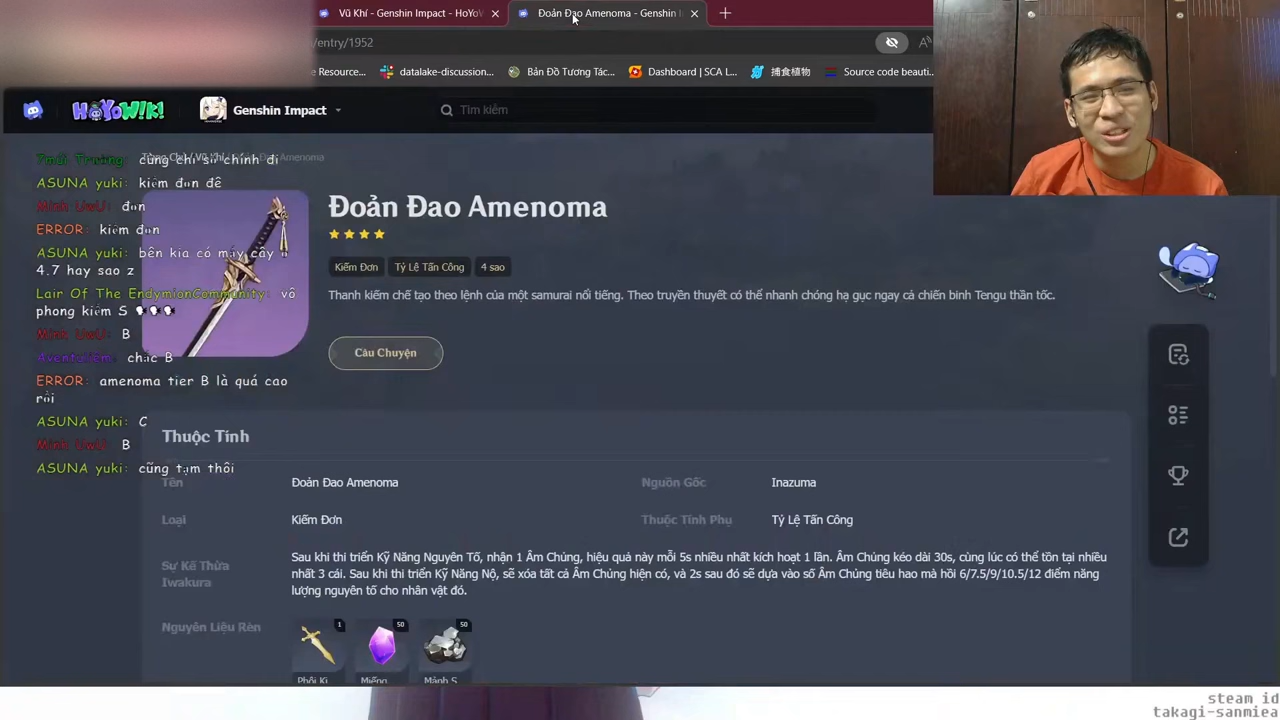 Vũ Khí - Genshin Impact - HoYoW
Đoản Đao Amenoma - Genshin I
/entry/1952
Resource...
datalake-discussion...
Bản Đồ Tương Tác...
Dashboard | SCA L...
捕食植物
Source code beauti...
HoYoWiKi
Genshin Impact
Tìm kiếm
cũng chỉ số chính đi
Đoản Đao Amenoma
ASUNA yuki: kiếm đơn đê
Minh UwU: đơn
ERROR: kiếm đơn
ASUNA yuki: bên kia có mấy cây
4.7 hay sao z
Lair Of The EndymionCommunity: vô
phong kiếm S
Minh UwU: B
chắc B
ERROR: amenoma tier B là quá cao
rồi
ASUNA yuki: C
Minh UwU: B
ASUNA yuki: cũng tạm thôi
Kiếm Đơn
Tỷ Lệ Tấn Công
4 sao
Thanh kiếm chế tạo theo lệnh của một samurai nổi tiếng. Theo truyền thuyết có thể nhanh chóng hạ gục ngay cả chiến binh Tengu thần tốc.
Câu Chuyện
Thuộc Tính
Tên
Đoản Đao Amenoma
Nguồn Gốc
Inazuma
Loại
Kiếm Đơn
Thuộc Tính Phụ
Tỷ Lệ Tấn Công
Sự Kế Thừa
Iwakura
Sau khi thi triển Kỹ Năng Nguyên Tố, nhận 1 Âm Chủng, hiệu quả này mỗi 5s nhiều nhất kích hoạt 1 lần. Âm Chủng kéo dài 30s, cùng lúc có thể tồn tại nhiều
nhất 3 cái. Sau khi thi triển Kỹ Năng Nộ, sẽ xóa tất cả Âm Chủng hiện có, và 2s sau đó sẽ dựa vào số Âm Chủng tiêu hao mà hồi 6/7.5/9/10.5/12 điểm năng
lượng nguyên tố cho nhân vật đó.
Nguyên Liệu Rèn
1
50
50
Phôi Ki
Miếng
Mảnh S
steam id
takagi-sanmiea